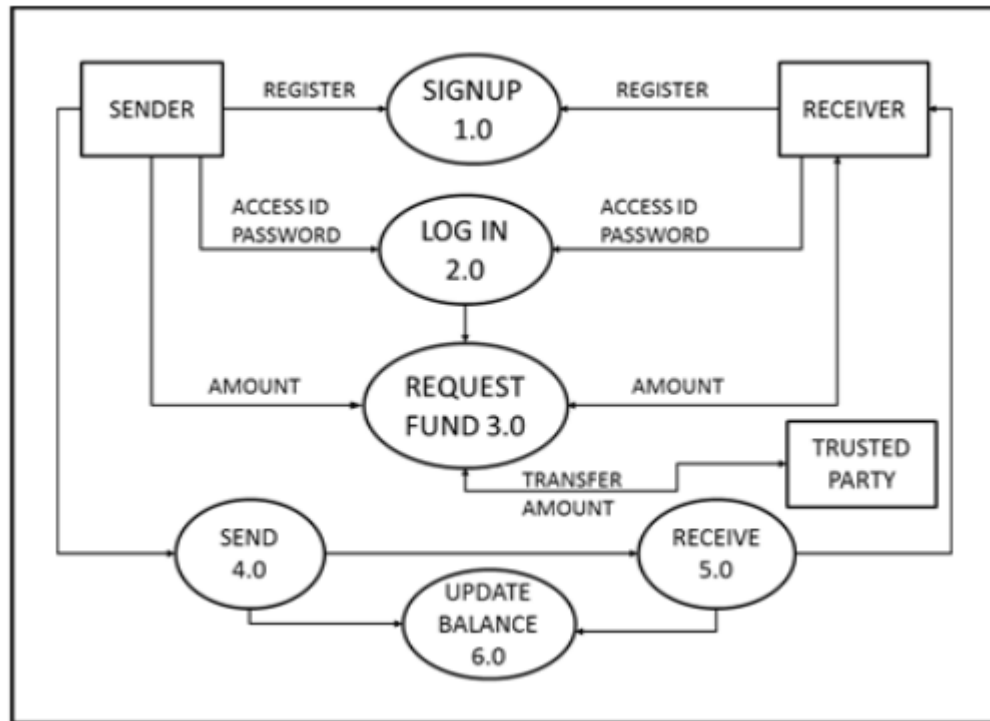 SENDER
REGISTER
SIGNUP
1.0
REGISTER
RECEIVER
ACCESS ID
PASSWORD
LOG IN
2.0
ACCESS ID
PASSWORD
AMOUNT
REQUEST
FUND 3.0
AMOUNT
TRUSTED
PARTY
TRANSFER
AMOUNT
SEND
4.0
RECEIVE
5.0
UPDATE
BALANCE
6.0